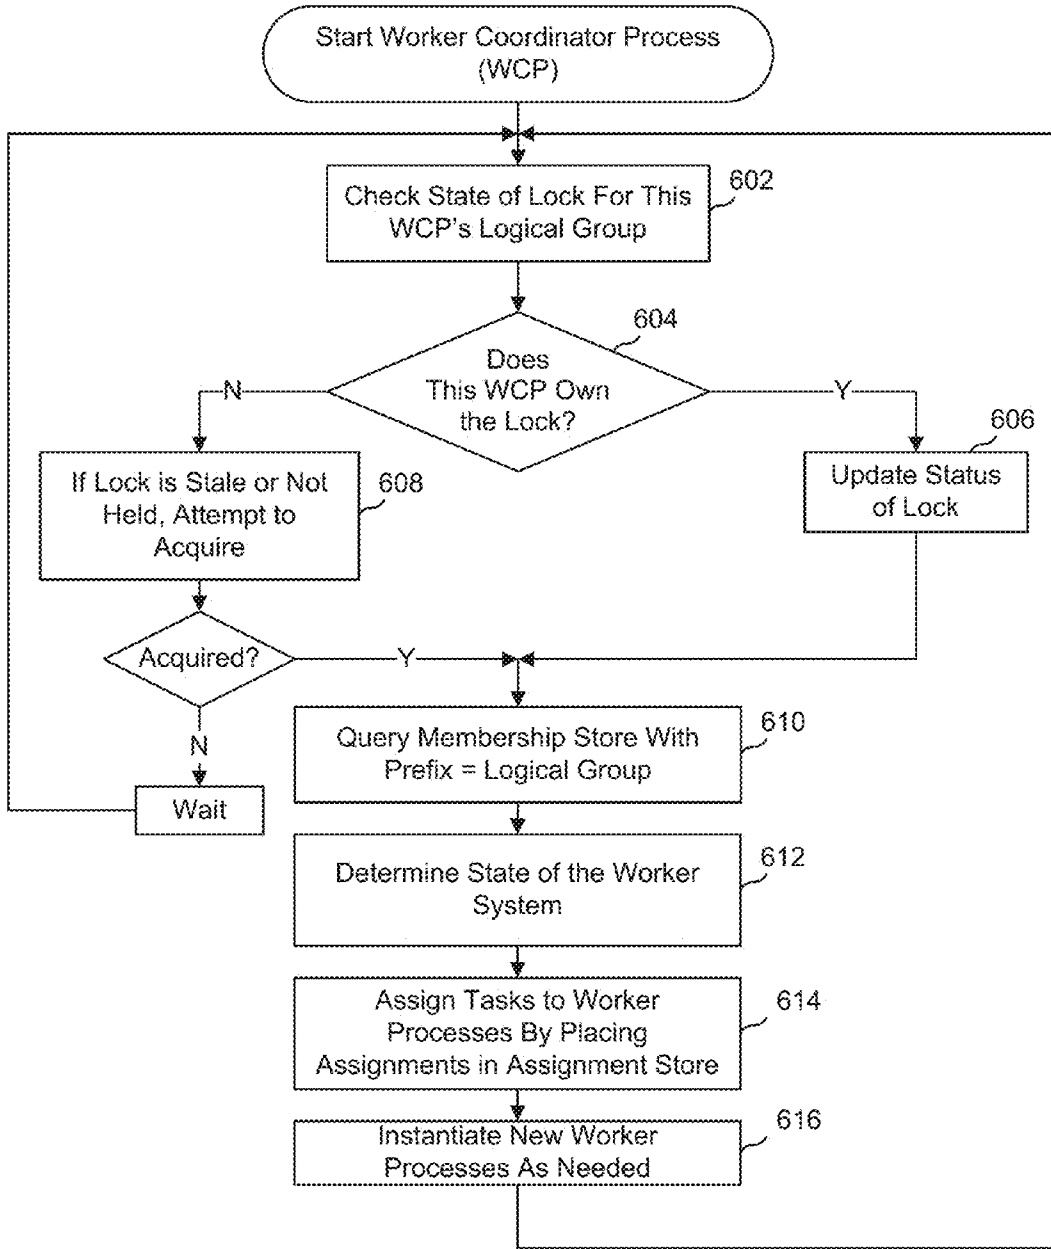 Start Worker Coordinator Process
(WCP)
Check State of Lock For This
WCP's Logical Group
602
Does
This WCP Own
the Lock?
604
N
Y
If Lock is Stale or Not
Held, Attempt to
Acquire
608
Update Status
of Lock
606
Acquired?
Y
N
Wait
Query Membership Store With
Prefix = Logical Group
610
Determine State of the Worker
System
612
Assign Tasks to Worker
Processes By Placing
Assignments in Assignment Store
614
Instantiate New Worker
Processes As Needed
616